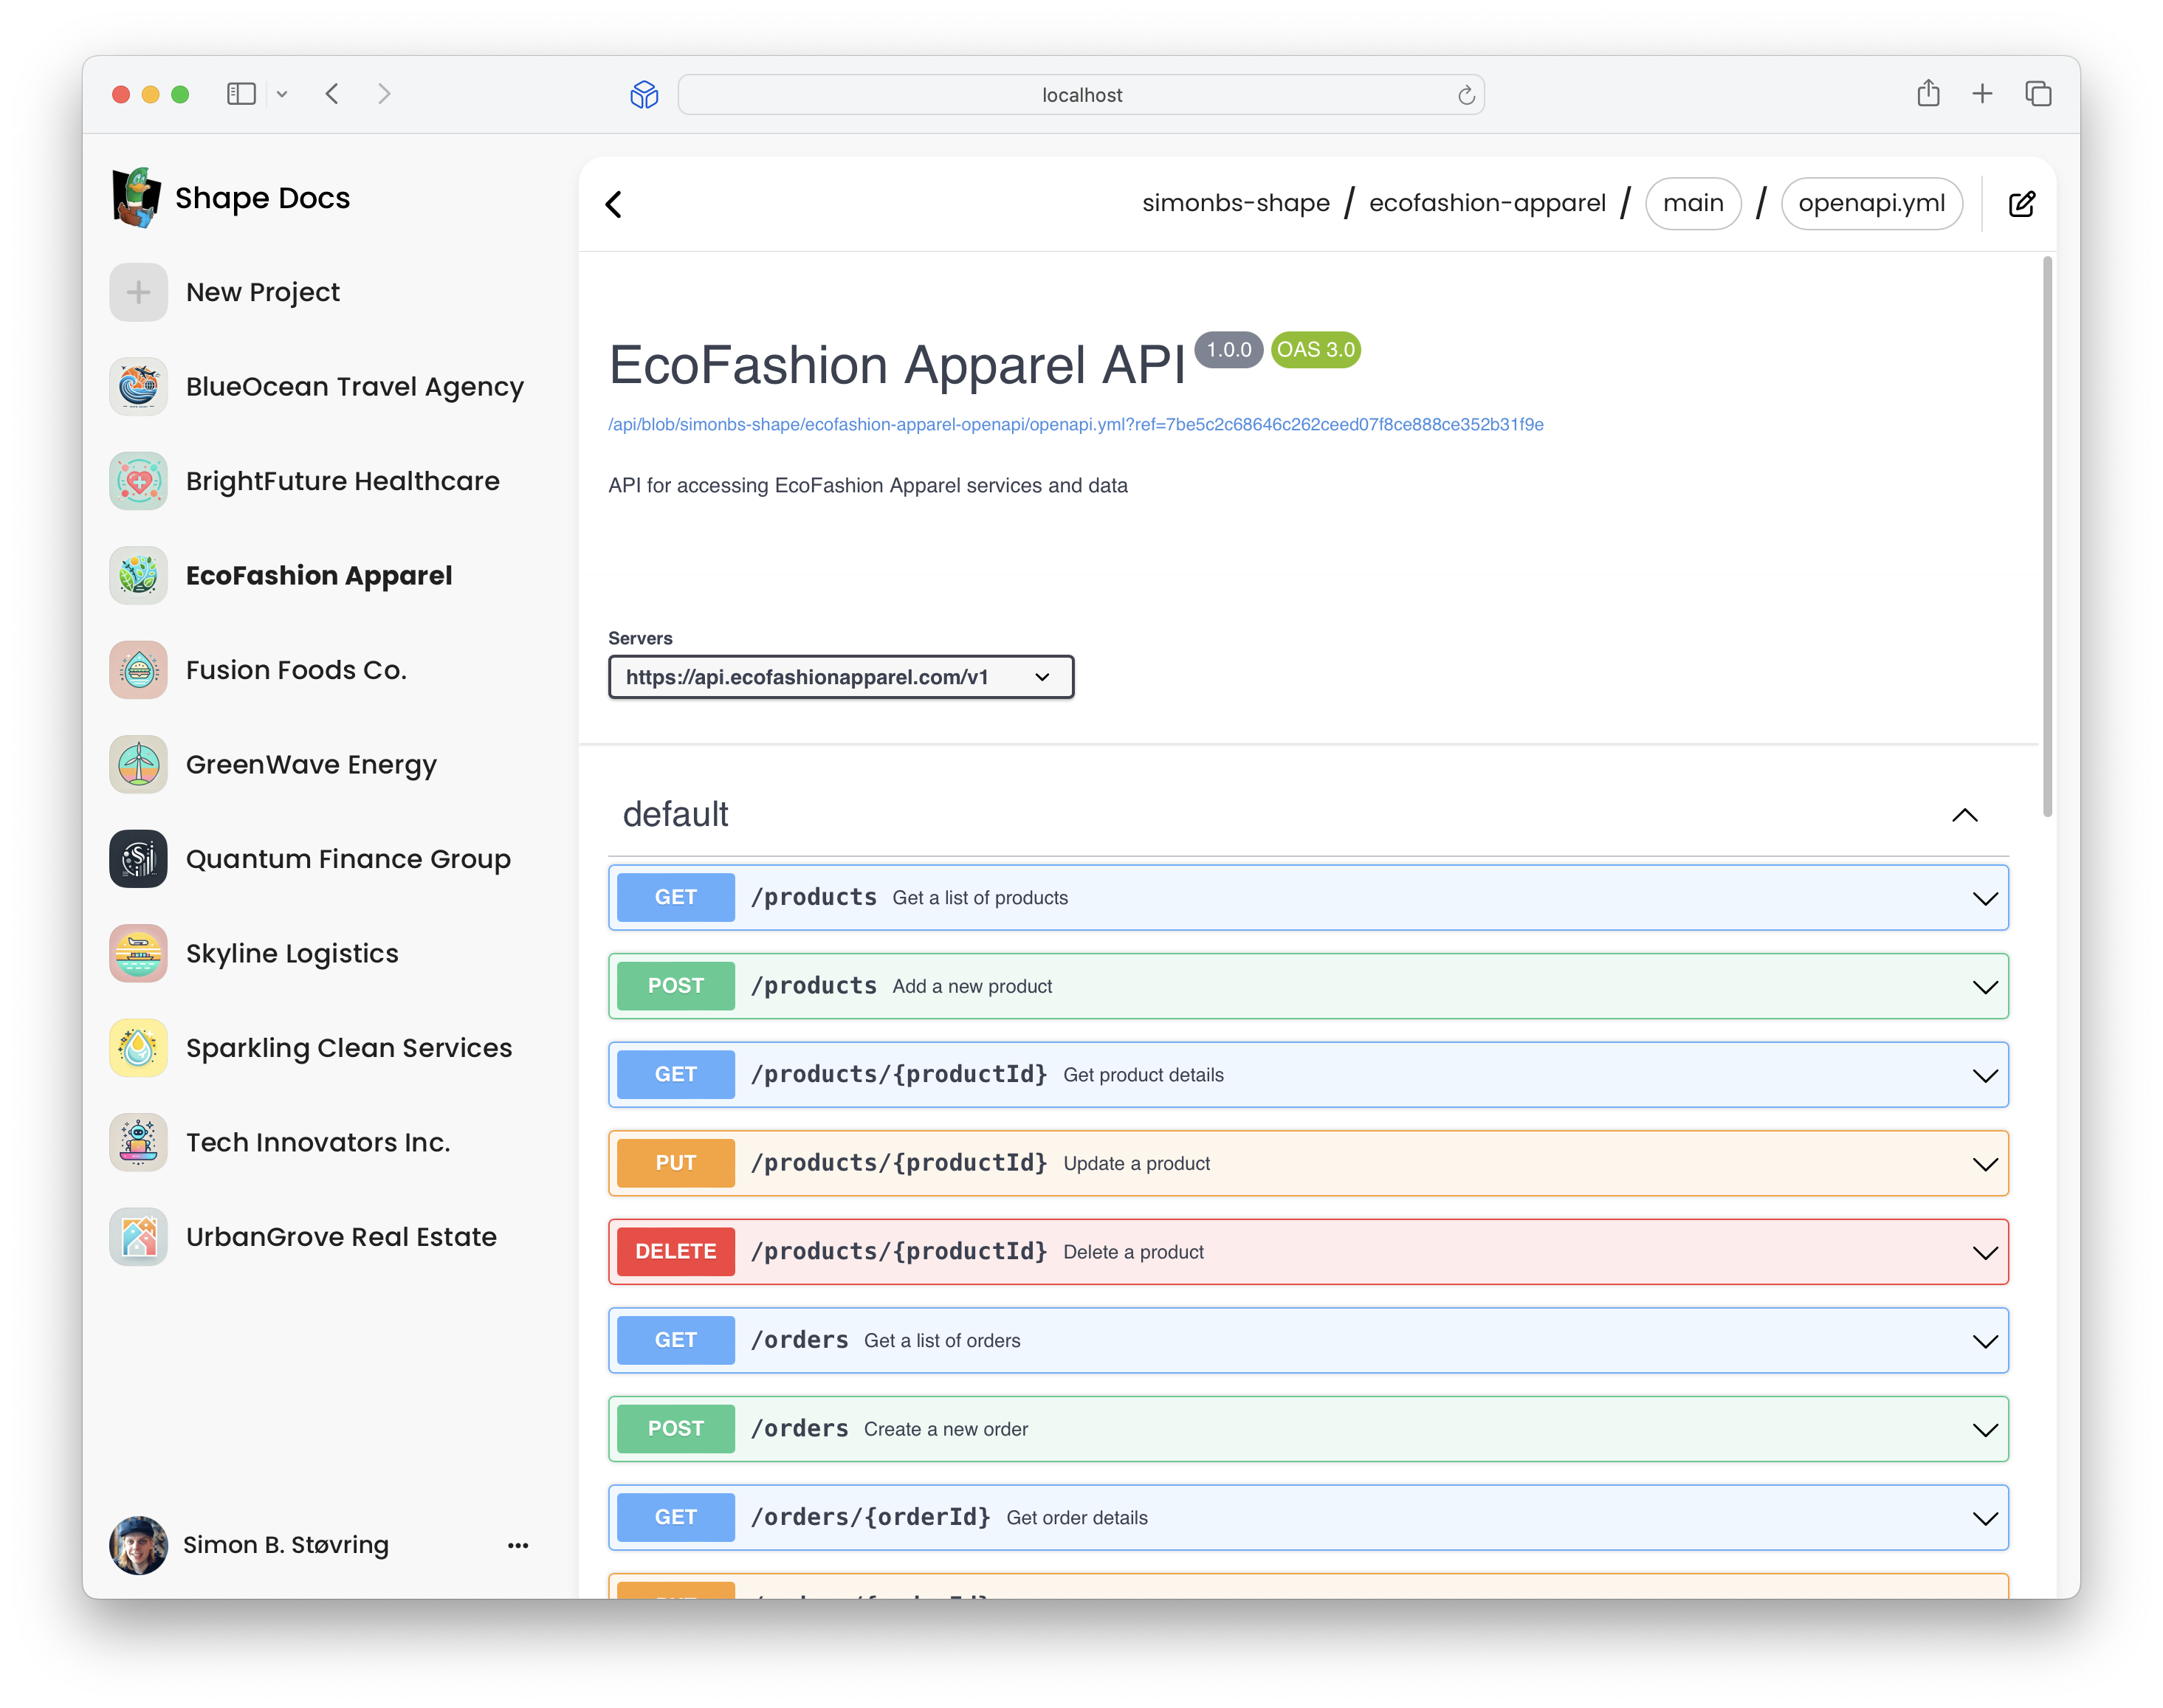 localhost
Shape Docs
New Project
BlueOcean Travel Agency
BrightFuture Healthcare
EcoFashion Apparel
Fusion Foods Co.
GreenWave Energy
Quantum Finance Group
Skyline Logistics
Sparkling Clean Services
Tech Innovators Inc.
UrbanGrove Real Estate
Simon B. Støvring
simonbs-shape / ecofashion-apparel / main / openapi.yml
EcoFashion Apparel API 1.0.0 OAS 3.0
/api/blob/simonbs-shape/ecofashion-apparel-openapi/openapi.yml?ref=7be5c2c68646c262ceed07f8ce888ce352b31f9e
API for accessing EcoFashion Apparel services and data
Servers
https://api.ecofashionapparel.com/v1
default
GET /products Get a list of products
POST /products Add a new product
GET /products/{productId} Get product details
PUT /products/{productId} Update a product
DELETE /products/{productId} Delete a product
GET /orders Get a list of orders
POST /orders Create a new order
GET /orders/{orderId} Get order details